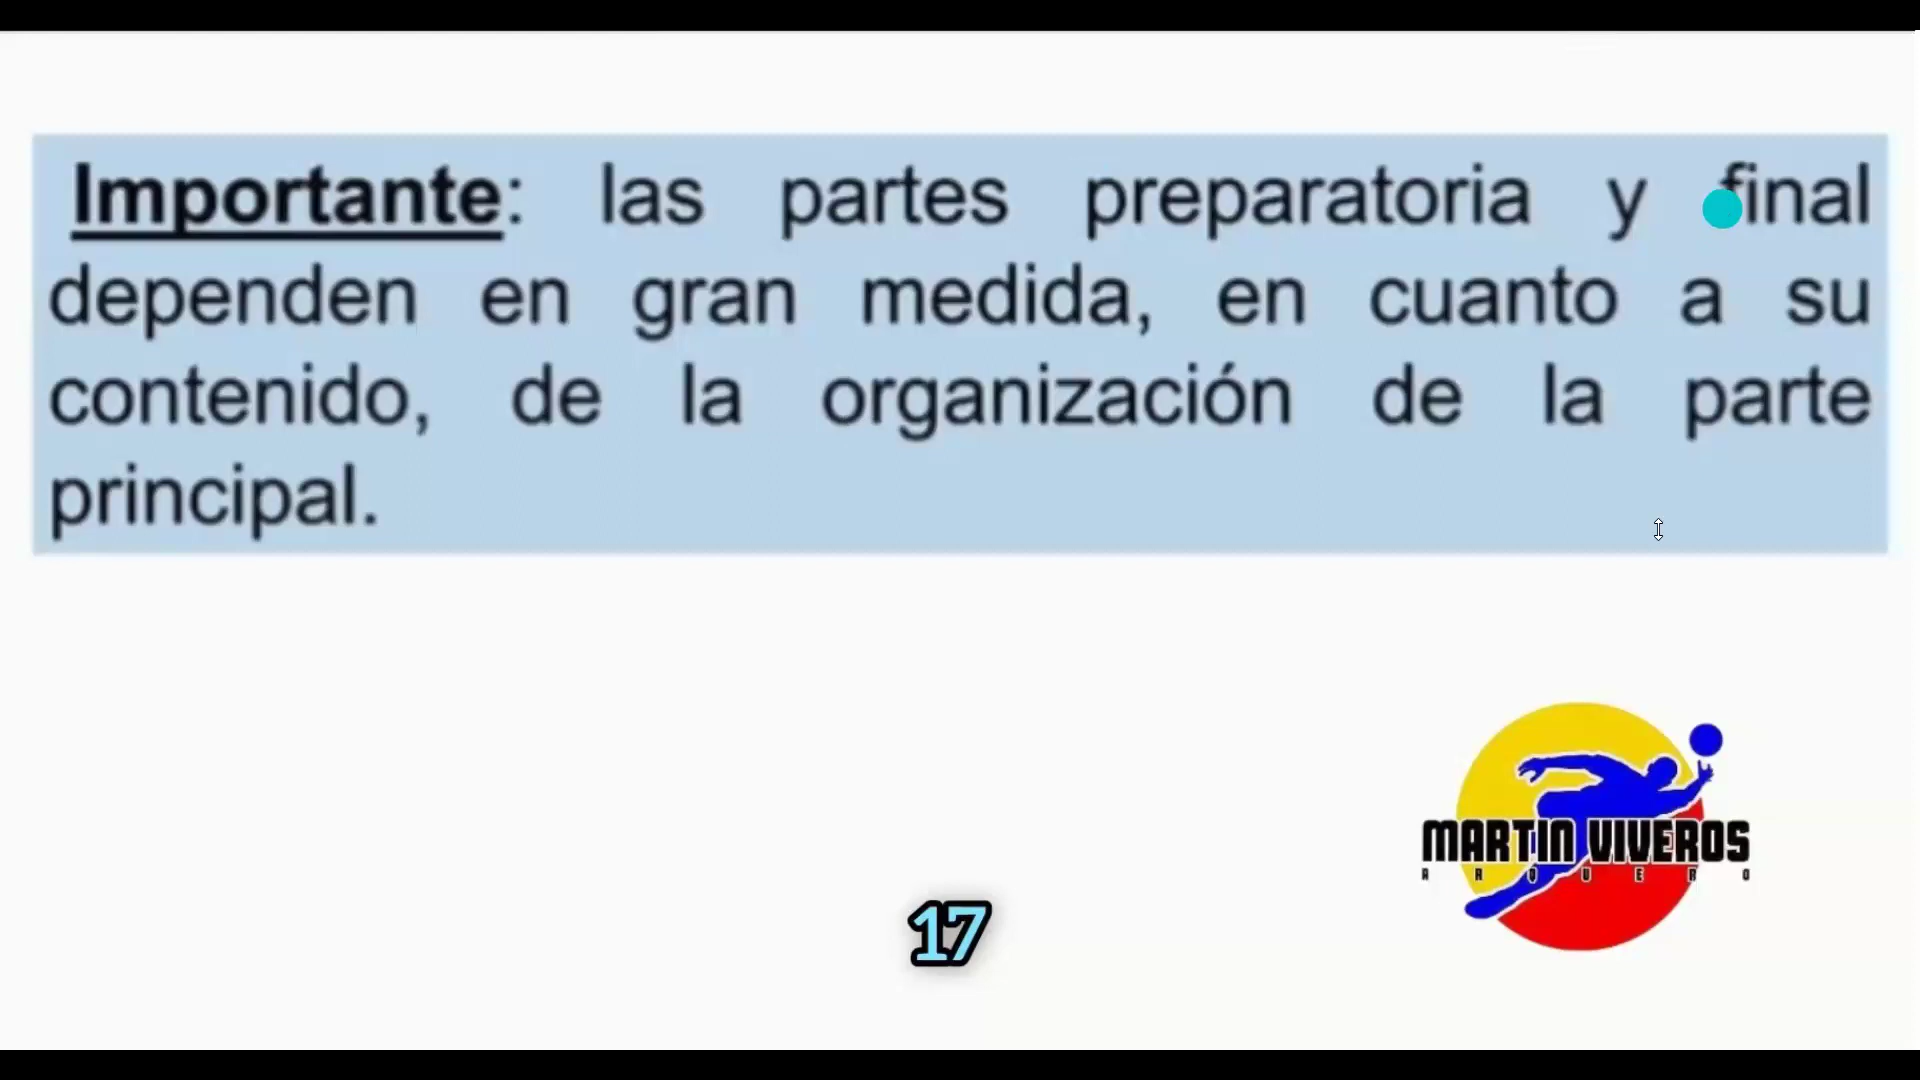 Importante: las partes preparatoria y final
dependen en gran medida, en cuanto a su
contenido, de la organización de la parte
principal.
MARTIN VIVEROS
ARQUERO
17